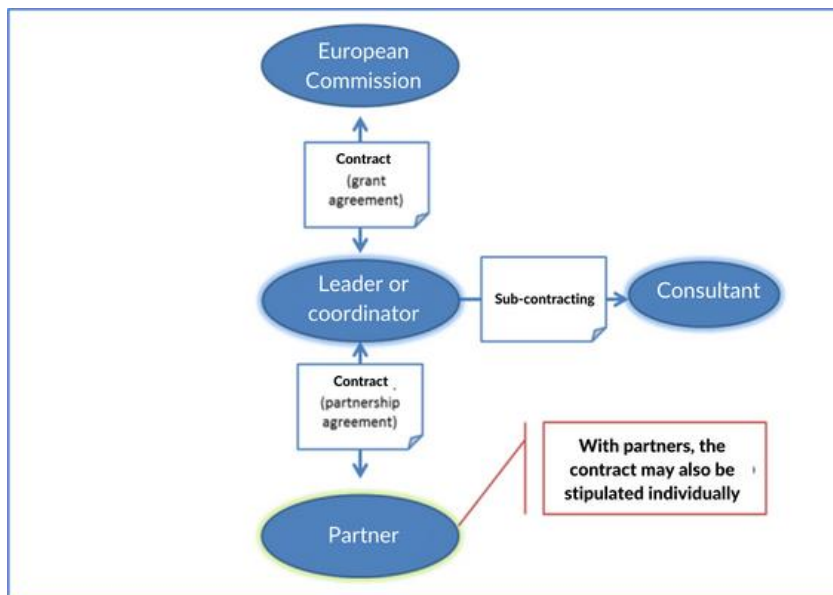 European
Commission
Contract
(grant
agreement)
Leader or
coordinator
Sub-contracting
Consultant
Contract
(partnership
agreement)
With partners, the
contract may also be
stipulated individually
Partner